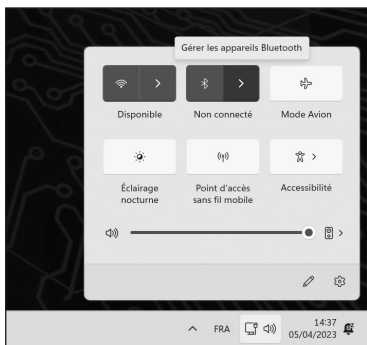 Gérer les appareils Bluetooth
Disponible
Non connecté
Mode Avion
Éclairage
nocturne
Point d'accès
sans fil mobile
Accessibilité
FRA
14:37
05/04/2023